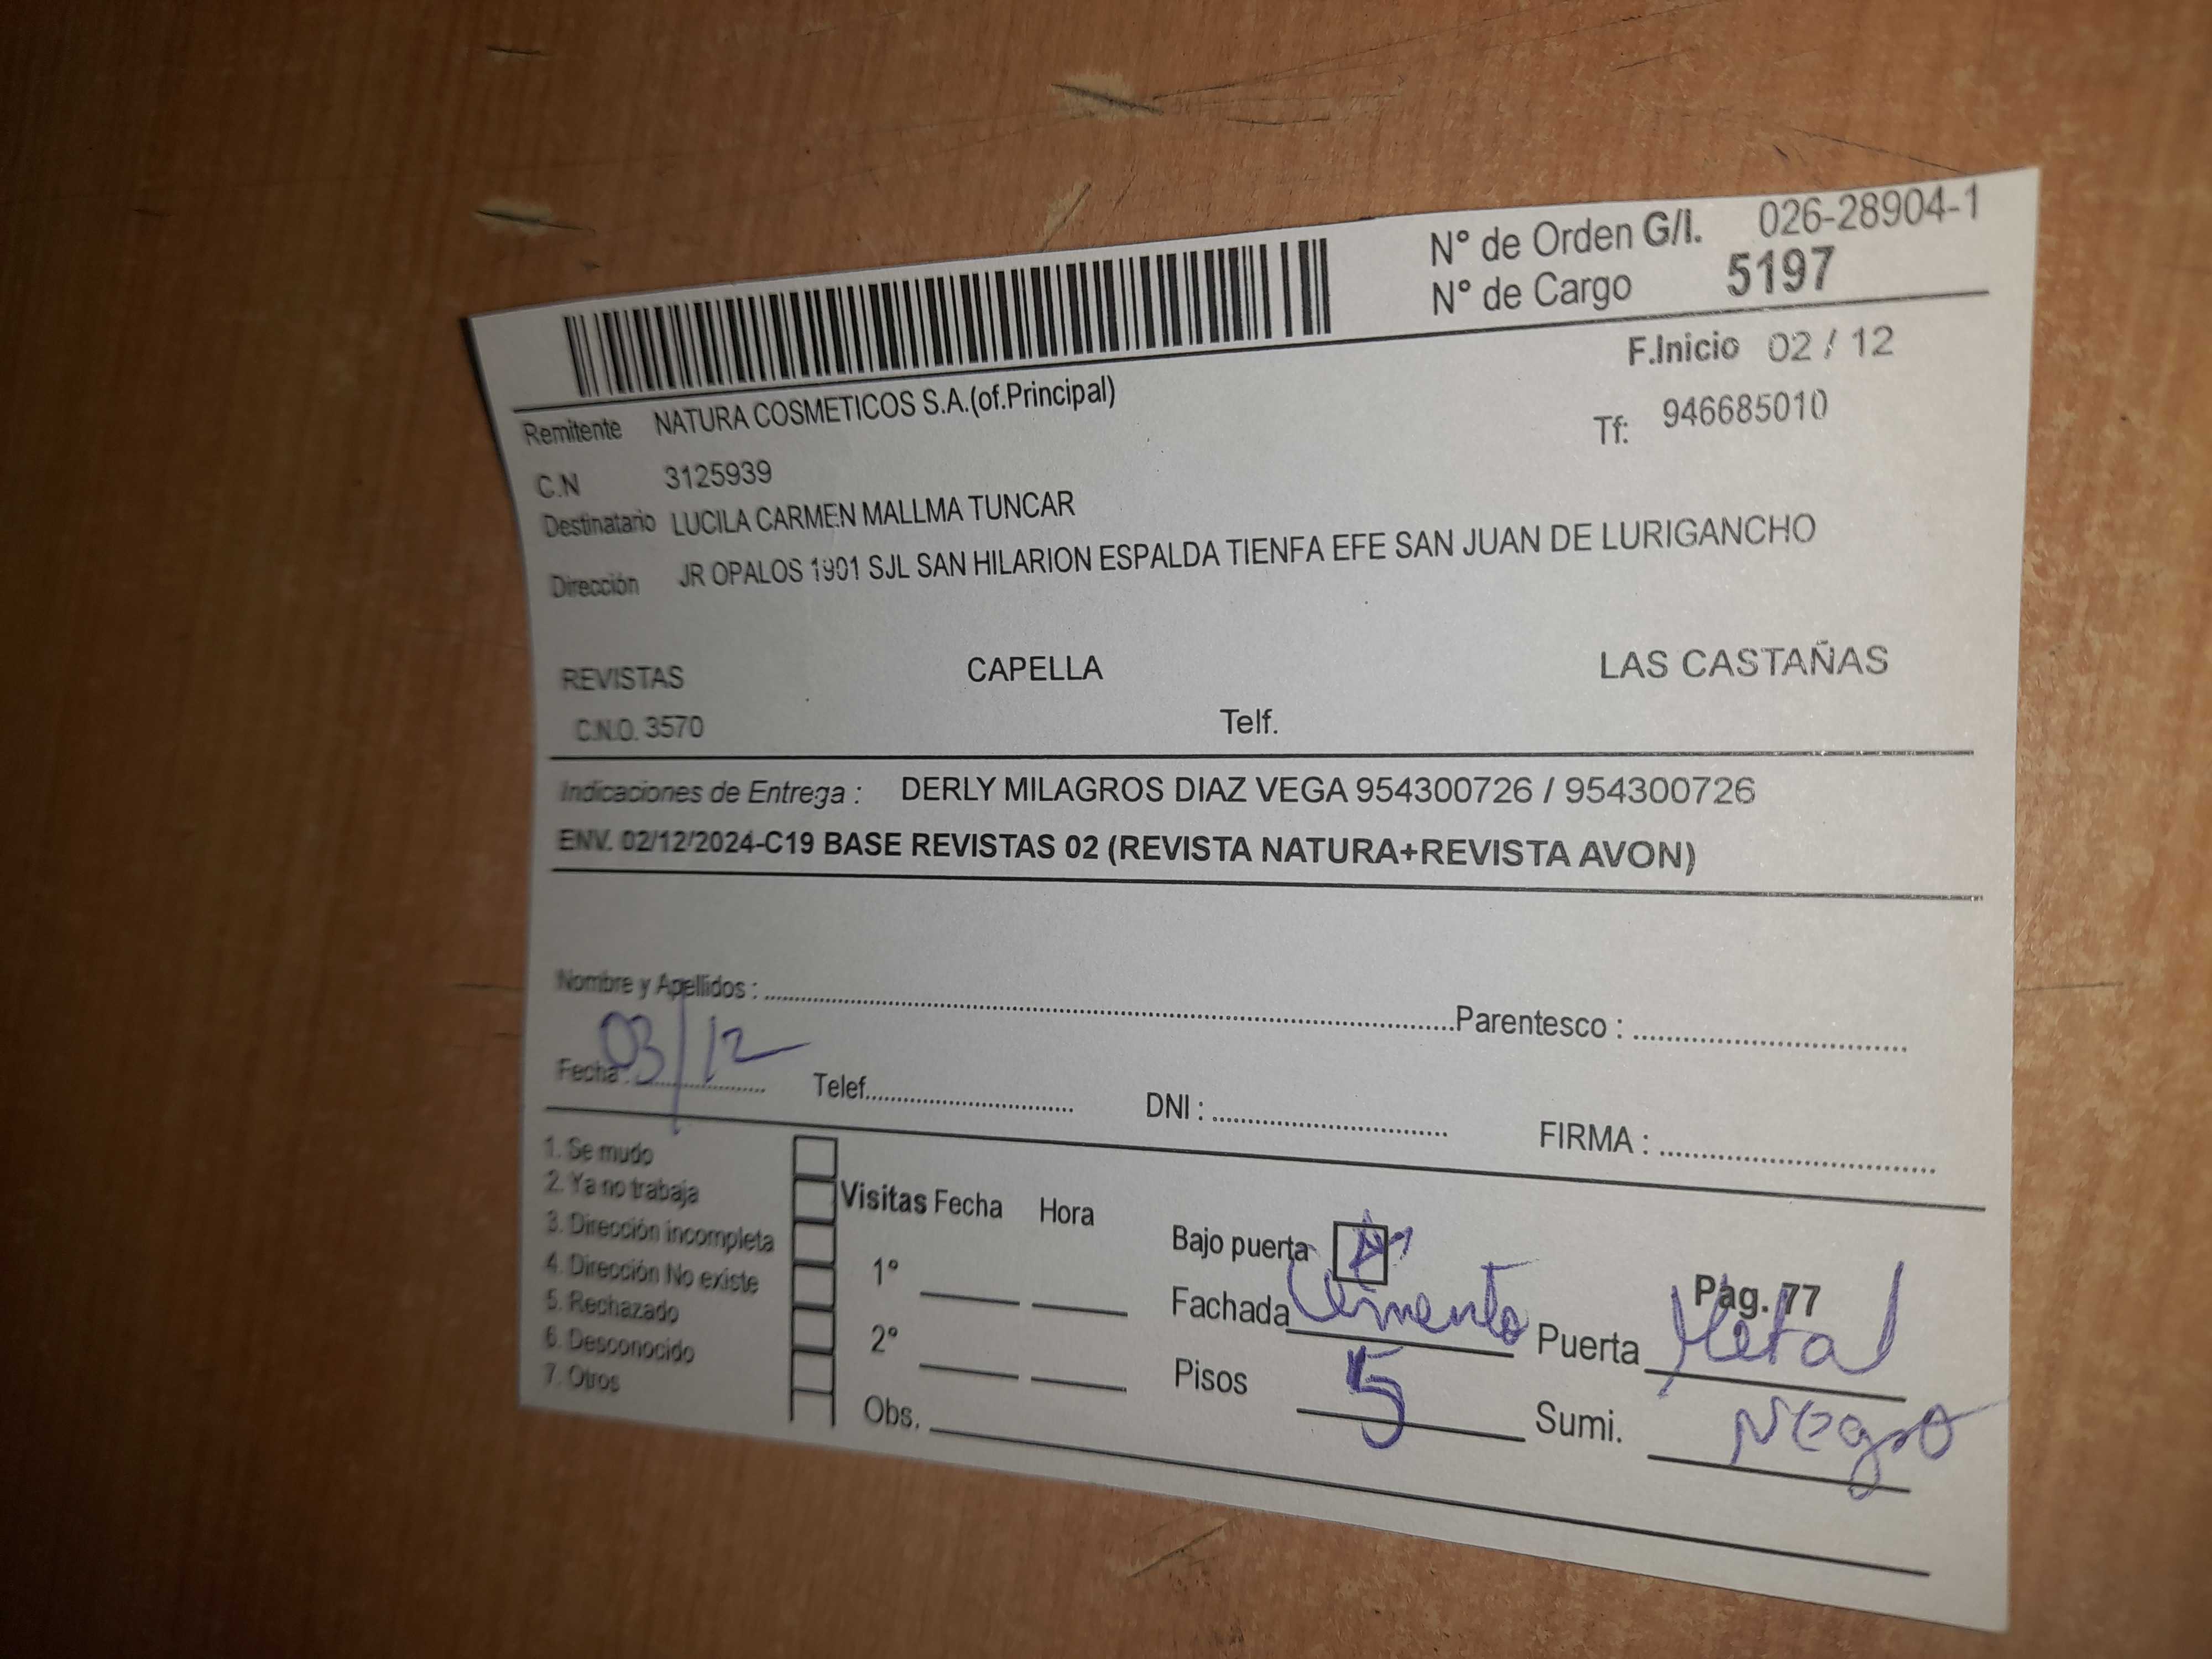 N° de Orden G/I. 026-28904-1
N° de Cargo 5197
F.Inicio 02 / 12
Remitente NATURA COSMETICOS S.A.(of.Principal)
Tf: 946685010
C.N 3125939
Destinatario LUCILA CARMEN MALLMA TUNCAR
Dirección JR OPALOS 1901 SJL SAN HILARION ESPALDA TIENFA EFE SAN JUAN DE LURIGANCHO
REVISTAS CAPELLA LAS CASTAÑAS
C.N.O. 3570 Telf.
Indicaciones de Entrega : DERLY MILAGROS DIAZ VEGA 954300726 / 954300726
ENV. 02/12/2024-C19 BASE REVISTAS 02 (REVISTA NATURA+REVISTA AVON)
Nombre y Apellidos : Parentesco :
Fecha : 03/12 Telef. DNI : FIRMA :
1. Se mudo
2. Ya no trabaja
3. Dirección incompleta
4. Dirección No existe
5. Rechazado
6. Desconocido
7. Otros
Visitas Fecha Hora
1°
2°
Obs.
Bajo puerta
Pág. 77
Fachada Cemento Puerta Metal
Pisos 5 Sumi. Negro